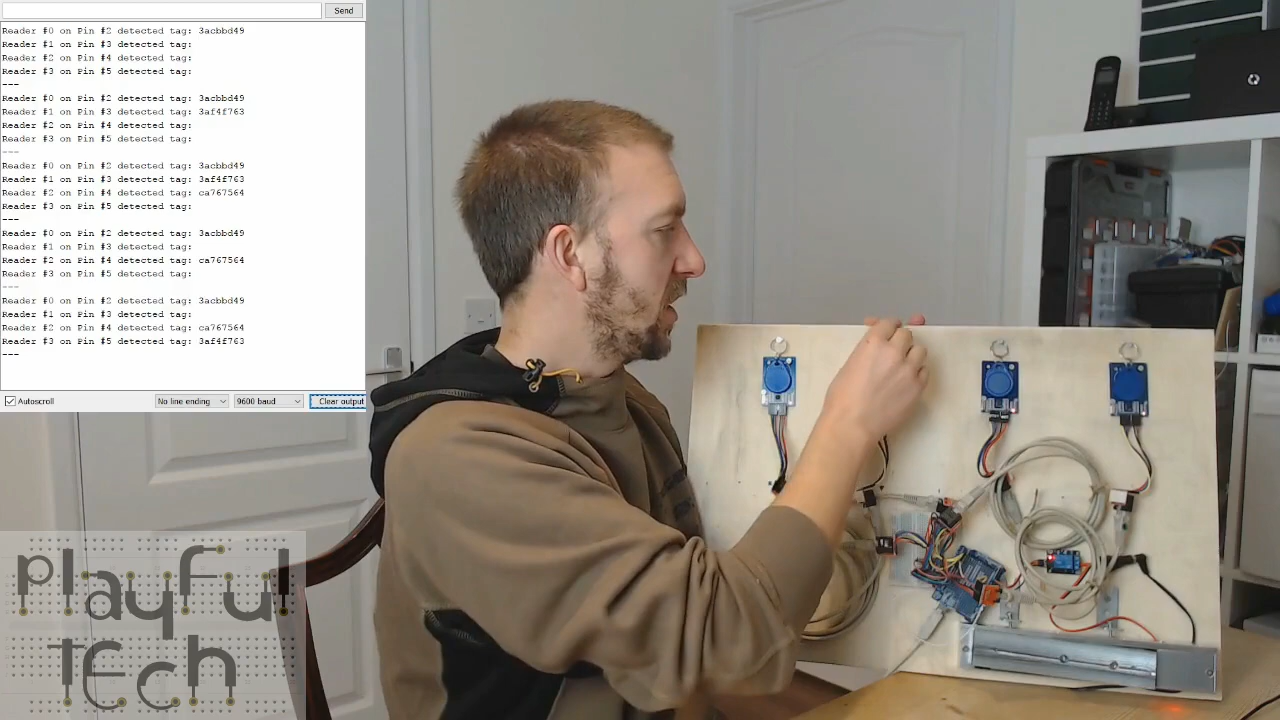 Send
Reader #0 on Pin #2 detected tag: 3acbbd49
Reader #1 on Pin #3 detected tag:
Reader #2 on Pin #4 detected tag:
Reader #3 on Pin #5 detected tag:
---
Reader #0 on Pin #2 detected tag: 3acbbd49
Reader #1 on Pin #3 detected tag: 3af4f763
Reader #2 on Pin #4 detected tag:
Reader #3 on Pin #5 detected tag:
---
Reader #0 on Pin #2 detected tag: 3acbbd49
Reader #1 on Pin #3 detected tag: 3af4f763
Reader #2 on Pin #4 detected tag: ca767564
Reader #3 on Pin #5 detected tag:
---
Reader #0 on Pin #2 detected tag: 3acbbd49
Reader #1 on Pin #3 detected tag:
Reader #2 on Pin #4 detected tag: ca767564
Reader #3 on Pin #5 detected tag:
---
Reader #0 on Pin #2 detected tag: 3acbbd49
Reader #1 on Pin #3 detected tag:
Reader #2 on Pin #4 detected tag: ca767564
Reader #3 on Pin #5 detected tag: 3af4f763
---
Autoscroll No line ending 9600 baud Clear output
playful
tech